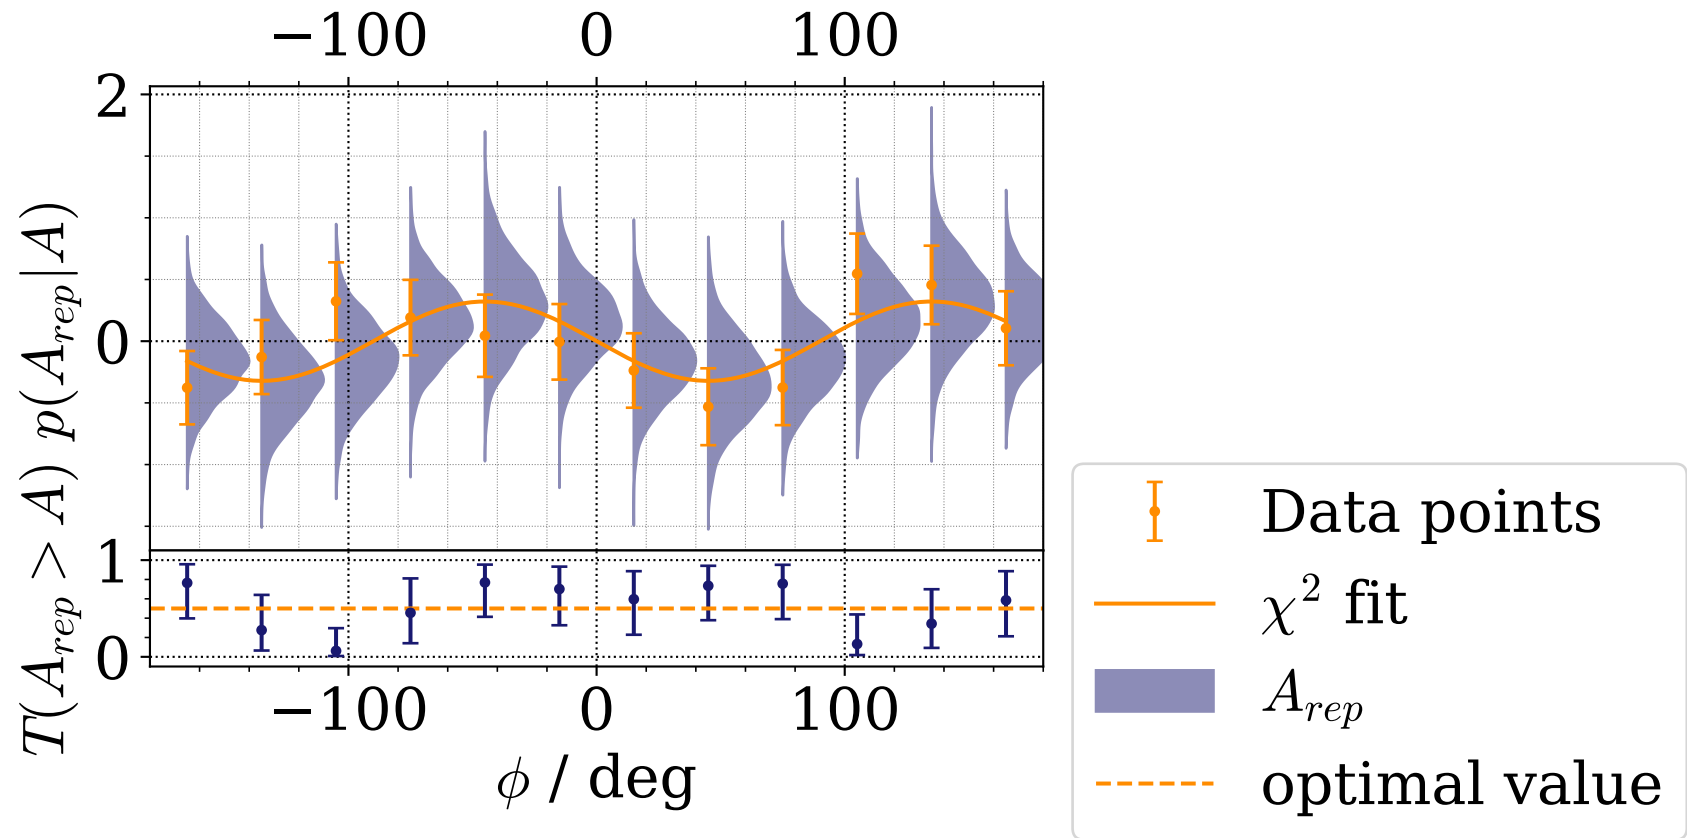 −100 0 100
2
0
p(A_rep|A)
1
0
T(A_rep > A)
−100 0 100
ϕ / deg
Data points
χ² fit
A_rep
optimal value